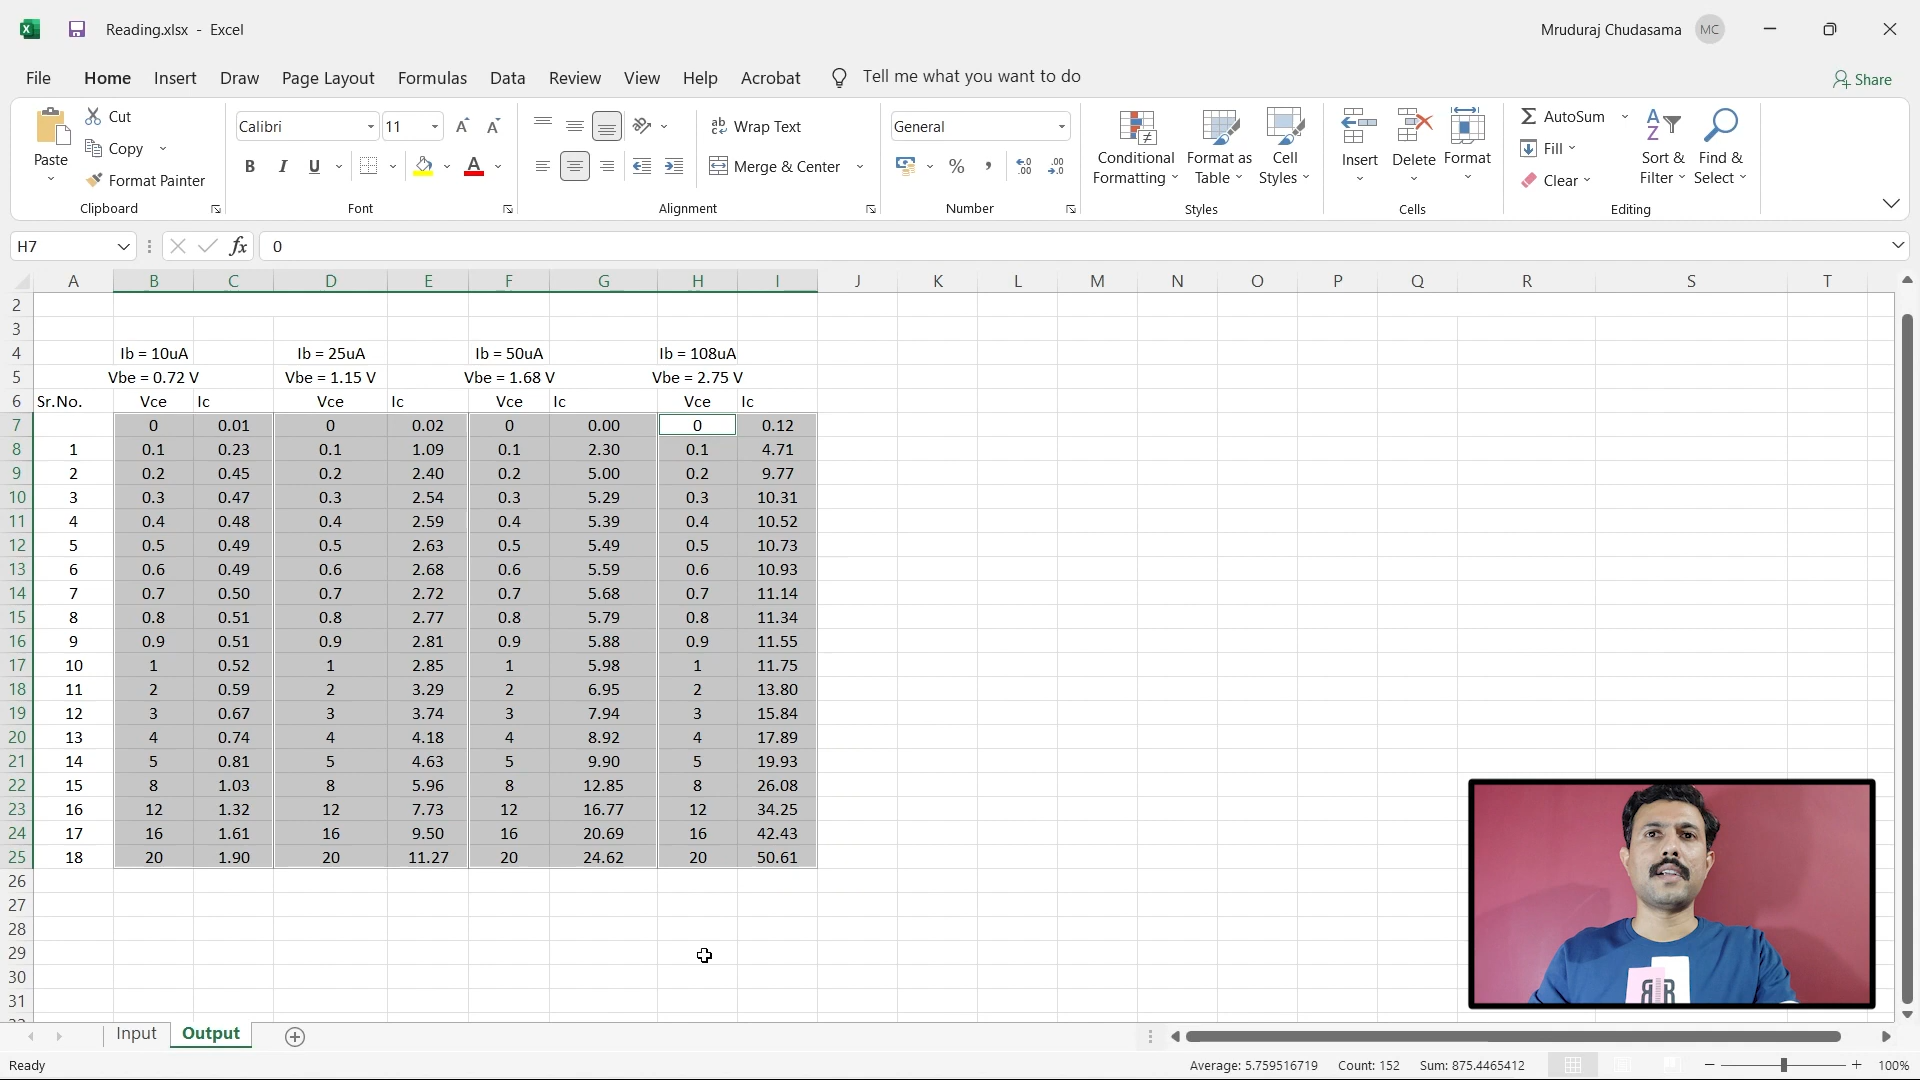 Reading.xlsx - Excel
Mruduraj Chudasama MC
File Home Insert Draw Page Layout Formulas Data Review View Help Acrobat Tell me what you want to do Share
Paste Cut Copy Format Painter Clipboard
Calibri 11 B I U A Font
ab Wrap Text Merge & Center Alignment
General % , .00 Number
Conditional Formatting Format as Table Cell Styles Styles
Insert Delete Format Cells
AutoSum Fill Clear Sort & Filter Find & Select Editing
H7 fx 0
A B C D E F G H I J K L M N O P Q R S T
2
3
4 Ib = 10uA Ib = 25uA Ib = 50uA Ib = 108uA
5 Vbe = 0.72 V Vbe = 1.15 V Vbe = 1.68 V Vbe = 2.75 V
6 Sr.No. Vce Ic Vce Ic Vce Ic Vce Ic
7 0 0.01 0 0.02 0 0.00 0 0.12
8 1 0.1 0.23 0.1 1.09 0.1 2.30 0.1 4.71
9 2 0.2 0.45 0.2 2.40 0.2 5.00 0.2 9.77
10 3 0.3 0.47 0.3 2.54 0.3 5.29 0.3 10.31
11 4 0.4 0.48 0.4 2.59 0.4 5.39 0.4 10.52
12 5 0.5 0.49 0.5 2.63 0.5 5.49 0.5 10.73
13 6 0.6 0.49 0.6 2.68 0.6 5.59 0.6 10.93
14 7 0.7 0.50 0.7 2.72 0.7 5.68 0.7 11.14
15 8 0.8 0.51 0.8 2.77 0.8 5.79 0.8 11.34
16 9 0.9 0.51 0.9 2.81 0.9 5.88 0.9 11.55
17 10 1 0.52 1 2.85 1 5.98 1 11.75
18 11 2 0.59 2 3.29 2 6.95 2 13.80
19 12 3 0.67 3 3.74 3 7.94 3 15.84
20 13 4 0.74 4 4.18 4 8.92 4 17.89
21 14 5 0.81 5 4.63 5 9.90 5 19.93
22 15 8 1.03 8 5.96 8 12.85 8 26.08
23 16 12 1.32 12 7.73 12 16.77 12 34.25
24 17 16 1.61 16 9.50 16 20.69 16 42.43
25 18 20 1.90 20 11.27 20 24.62 20 50.61
26
27
28
29
30
31
Input Output
Ready Average: 5.759516719 Count: 152 Sum: 875.4465412 100%